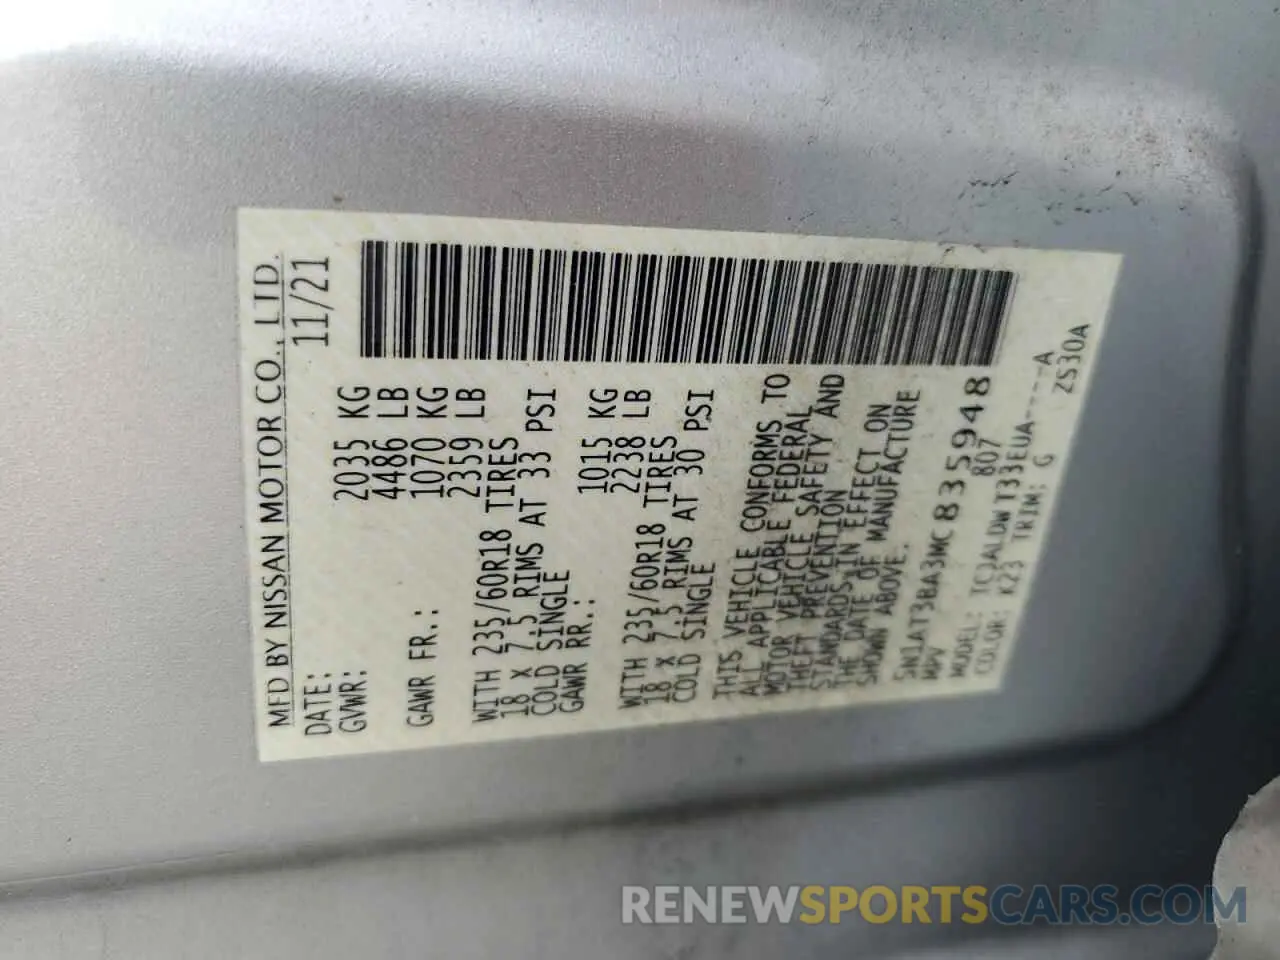 MFD BY NISSAN MOTOR CO., LTD.
DATE: 11/21
GVWR: 2035 KG
4486 LB
GAWR FR.: 1070 KG
2359 LB
WITH 235/60R18 TIRES
18 X 7.5 RIMS AT 33 PSI
COLD SINGLE
GAWR RR.: 1015 KG
2238 LB
WITH 235/60R18 TIRES
18 X 7.5 RIMS AT 30 PSI
COLD SINGLE
THIS VEHICLE CONFORMS TO
ALL APPLICABLE FEDERAL
MOTOR VEHICLE SAFETY AND
THEFT PREVENTION
STANDARDS IN EFFECT ON
THE DATE OF MANUFACTURE
SHOWN ABOVE.
5N1AT3BA3MC835948
MPV 807
MODEL: TCJALDWT33EUA----A
COLOR: K23 TRIM: G ZS30A
RENEWSPORTSCARS.COM